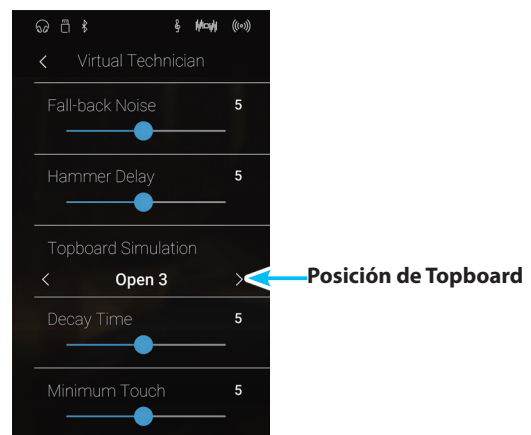 Virtual Technician
Fall-back Noise 5
Hammer Delay 5
Topboard Simulation
< Open 3 > Posición de Topboard
Decay Time 5
Minimum Touch 5